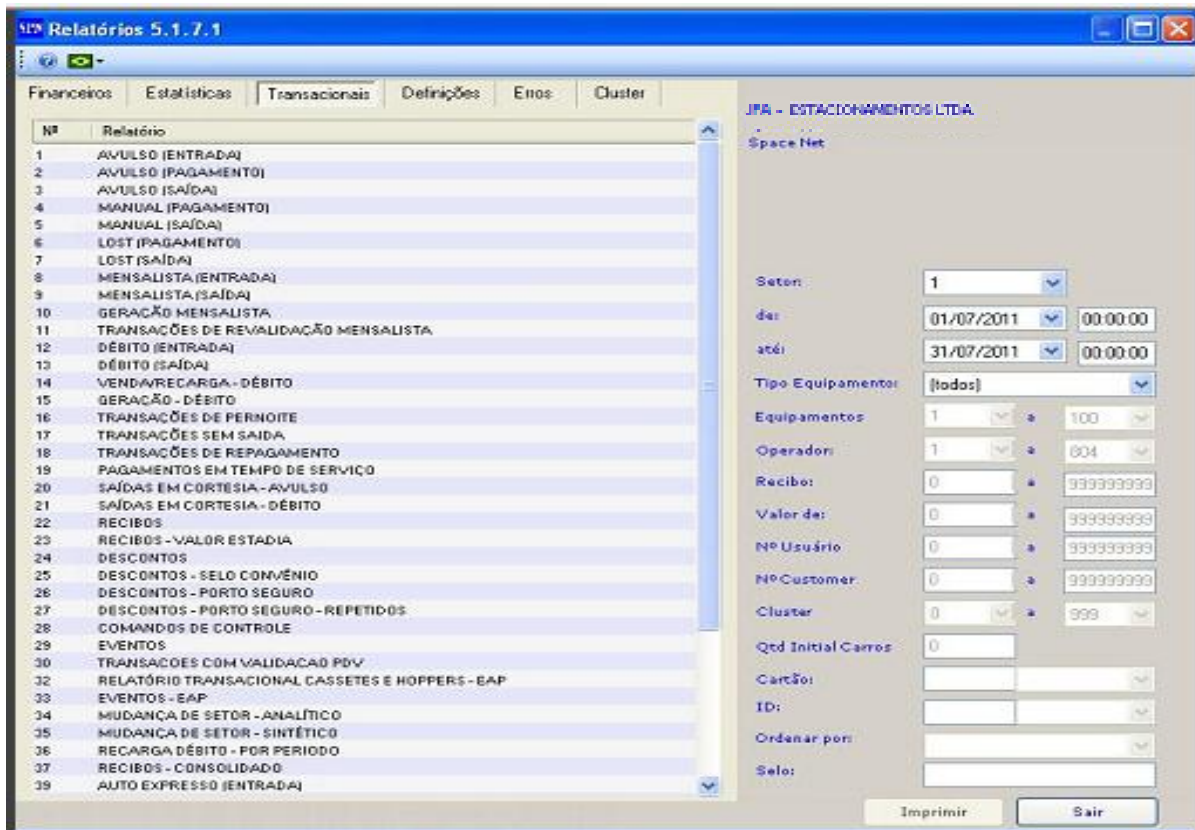 SPN Relatórios 5.1.7.1
Financeiros Estatísticas Transacionais Definições Erros Cluster
Nº Relatório
1 AVULSO (ENTRADA)
2 AVULSO (PAGAMENTO)
3 AVULSO (SAÍDA)
4 MANUAL (PAGAMENTO)
5 MANUAL (SAÍDA)
6 LOST (PAGAMENTO)
7 LOST (SAÍDA)
8 MENSALISTA (ENTRADA)
9 MENSALISTA (SAÍDA)
10 GERAÇÃO MENSALISTA
11 TRANSAÇÕES DE REVALIDAÇÃO MENSALISTA
12 DÉBITO (ENTRADA)
13 DÉBITO (SAÍDA)
14 VENDA/RECARGA - DÉBITO
15 GERAÇÃO - DÉBITO
16 TRANSAÇÕES DE PERNOITE
17 TRANSAÇÕES SEM SAIDA
18 TRANSAÇÕES DE REPAGAMENTO
19 PAGAMENTOS EM TEMPO DE SERVIÇO
20 SAÍDAS EM CORTESIA - AVULSO
21 SAÍDAS EM CORTESIA - DÉBITO
22 RECIBOS
23 RECIBOS - VALOR ESTADIA
24 DESCONTOS
25 DESCONTOS - SELO CONVÊNIO
26 DESCONTOS - PORTO SEGURO
27 DESCONTOS - PORTO SEGURO - REPETIDOS
28 COMANDOS DE CONTROLE
29 EVENTOS
30 TRANSACOES COM VALIDACAO PDV
32 RELATÓRIO TRANSACIONAL CASSETES E HOPPERS - EAP
33 EVENTOS - EAP
34 MUDANÇA DE SETOR - ANALÍTICO
35 MUDANÇA DE SETOR - SINTÉTICO
36 RECARGA DÉBITO - POR PERIODO
37 RECIBOS - CONSOLIDADO
39 AUTO EXPRESSO (ENTRADA)
JPA - ESTACIONAMENTOS LTDA.
Space Net
Setor: 1
de: 01/07/2011 00:00:00
até: 31/07/2011 00:00:00
Tipo Equipamento: (todos)
Equipamentos 1 a 100
Operador: 1 a 804
Recibo: 0 a 999999999
Valor de: 0 a 999999999
Nº Usuário 0 a 999999999
Nº Customer 0 a 999999999
Cluster 0 a 999
Qtd Initial Carros 0
Cartão:
ID:
Ordenar por:
Selo:
Imprimir Sair